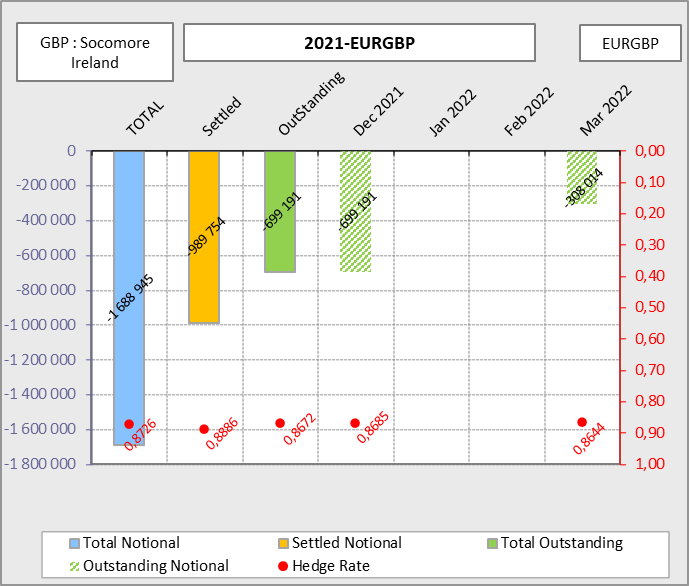 GBP : Socomore
Ireland
2021-EURGBP
EURGBP
TOTAL
Settled
OutStanding
Dec 2021
Jan 2022
Feb 2022
Mar 2022
0
-200 000
-400 000
-600 000
-800 000
-1 000 000
-1 200 000
-1 400 000
-1 600 000
-1 800 000
-1 688 945
-989 754
-699 191
-699 191
-308 014
0,8726
0,8886
0,8672
0,8685
0,8644
0,00
0,10
0,20
0,30
0,40
0,50
0,60
0,70
0,80
0,90
1,00
Total Notional
Settled Notional
Total Outstanding
Outstanding Notional
Hedge Rate